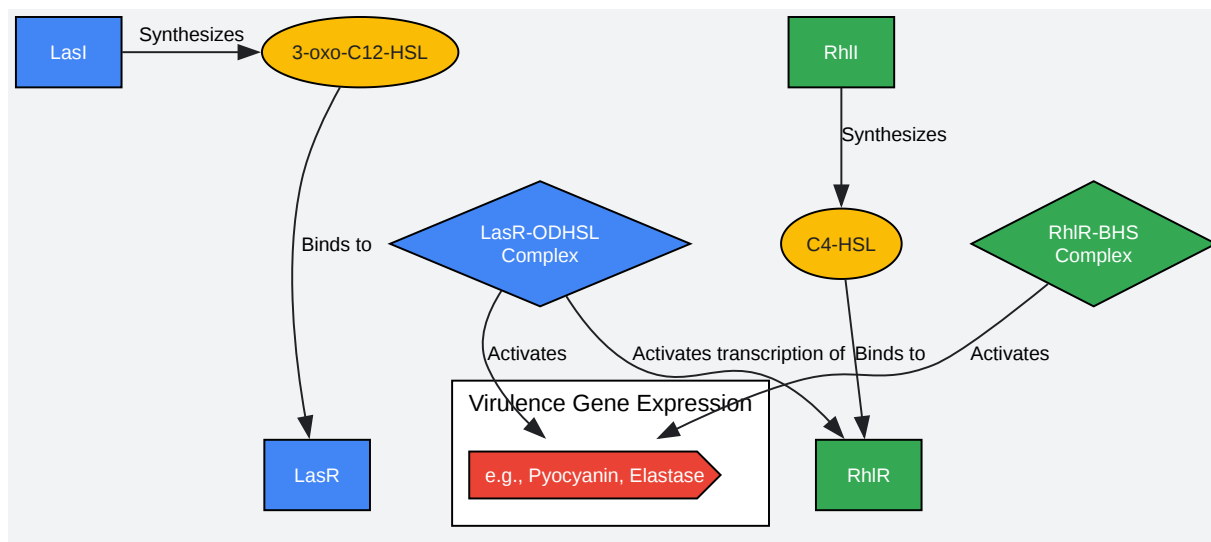 LasI
Synthesizes
3-oxo-C12-HSL
RhlI
Synthesizes
Binds to
LasR-ODHSL
Complex
C4-HSL
RhlR-BHS
Complex
Activates
Activates transcription of
Binds to
Activates
Virulence Gene Expression
LasR
e.g., Pyocyanin, Elastase
RhlR